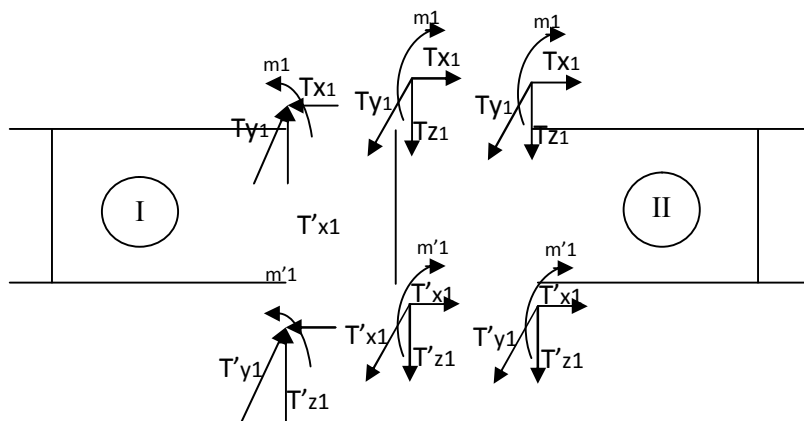 m1 m1
m1 Tx1 Tx1
Tx1
Ty1 Ty1 Ty1
Tz1 Tz1
I II
T'x1
m'1 m'1 m'1
T'x1 T'x1
T'x1 T'y1
T'y1 T'z1 T'z1
T'z1